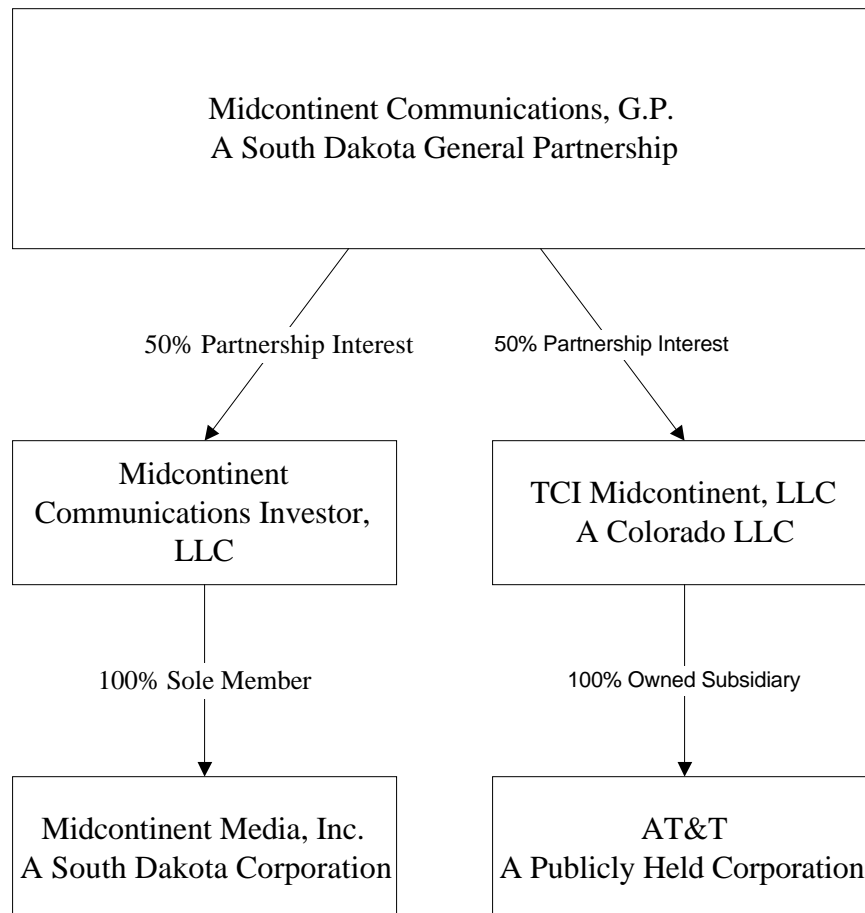 Midcontinent Communications, G.P.
A South Dakota General Partnership
50% Partnership Interest
50% Partnership Interest
Midcontinent
Communications Investor,
LLC
TCI Midcontinent, LLC
A Colorado LLC
100% Sole Member
100% Owned Subsidiary
Midcontinent Media, Inc.
A South Dakota Corporation
AT&T
A Publicly Held Corporation